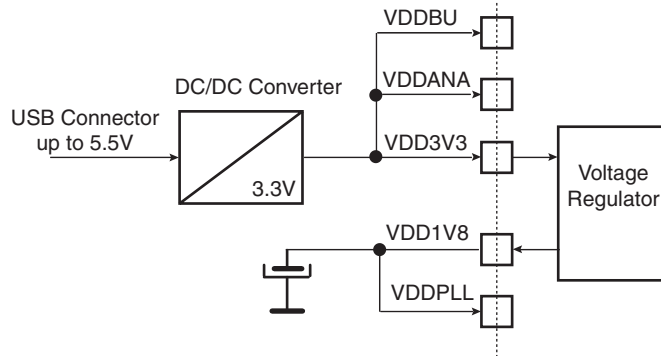 VDDBU
DC/DC Converter
VDDANA
USB Connector
up to 5.5V
VDD3V3
3.3V
Voltage
Regulator
VDD1V8
VDDPLL